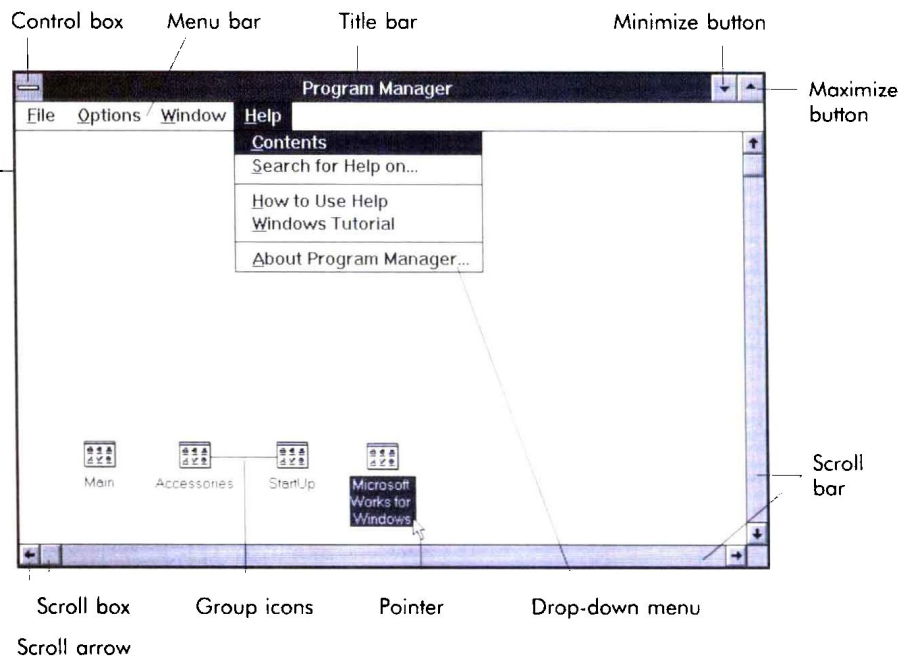 Control box Menu bar Title bar Minimize button
Program Manager
Maximize
button
File Options Window Help
Contents
Search for Help on...
How to Use Help
Windows Tutorial
About Program Manager...
Main Accessories StartUp Microsoft
Works for
Windows
Scroll
bar
Scroll box Group icons Pointer Drop-down menu
Scroll arrow